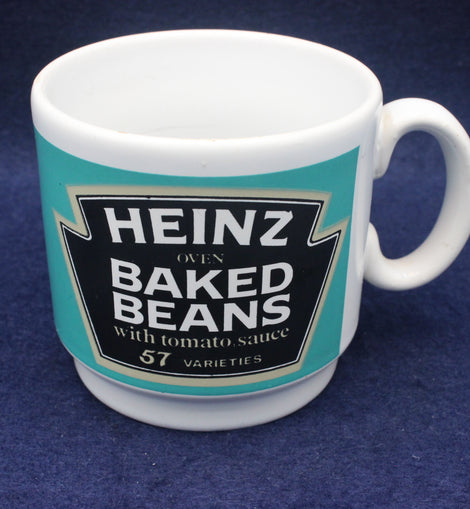 HEINZ
OVEN
BAKED
BEANS
with tomato sauce
57 VARIETIES